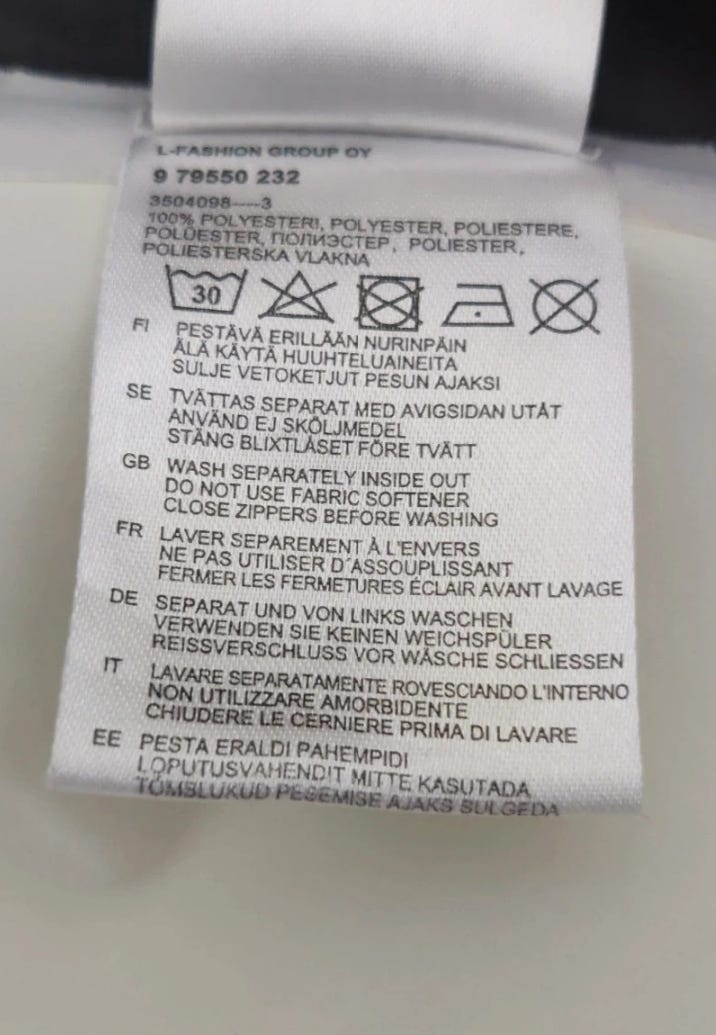 L-FASHION GROUP OY
9 79550 232
3504098----3
100% POLYESTERI, POLYESTER, POLIESTERE,
POLÜESTER, ПОЛИЭСТЕР, POLIESTER,
POLIESTERSKA VLAKNA
30
FI PESTÄVÄ ERILLÄÄN NURINPÄIN
ÄLÄ KÄYTÄ HUUHTELUAINEITA
SULJE VETOKETJUT PESUN AJAKSI
SE TVÄTTAS SEPARAT MED AVIGSIDAN UTÅT
ANVÄND EJ SKÖLJMEDEL
STÄNG BLIXTLÅSET FÖRE TVÄTT
GB WASH SEPARATELY INSIDE OUT
DO NOT USE FABRIC SOFTENER
CLOSE ZIPPERS BEFORE WASHING
FR LAVER SEPAREMENT À L'ENVERS
NE PAS UTILISER D´ASSOUPLISSANT
FERMER LES FERMETURES ÉCLAIR AVANT LAVAGE
DE SEPARAT UND VON LINKS WASCHEN
VERWENDEN SIE KEINEN WEICHSPÜLER
REISSVERSCHLUSS VOR WÄSCHE SCHLIESSEN
IT LAVARE SEPARATAMENTE ROVESCIANDO L'INTERNO
NON UTILIZZARE AMORBIDENTE
CHIUDERE LE CERNIERE PRIMA DI LAVARE
EE PESTA ERALDI PAHEMPIDI
LOPUTUSVAHENDIT MITTE KASUTADA
TÕMBLUKUD PESEMISE AJAKS SULGEDA